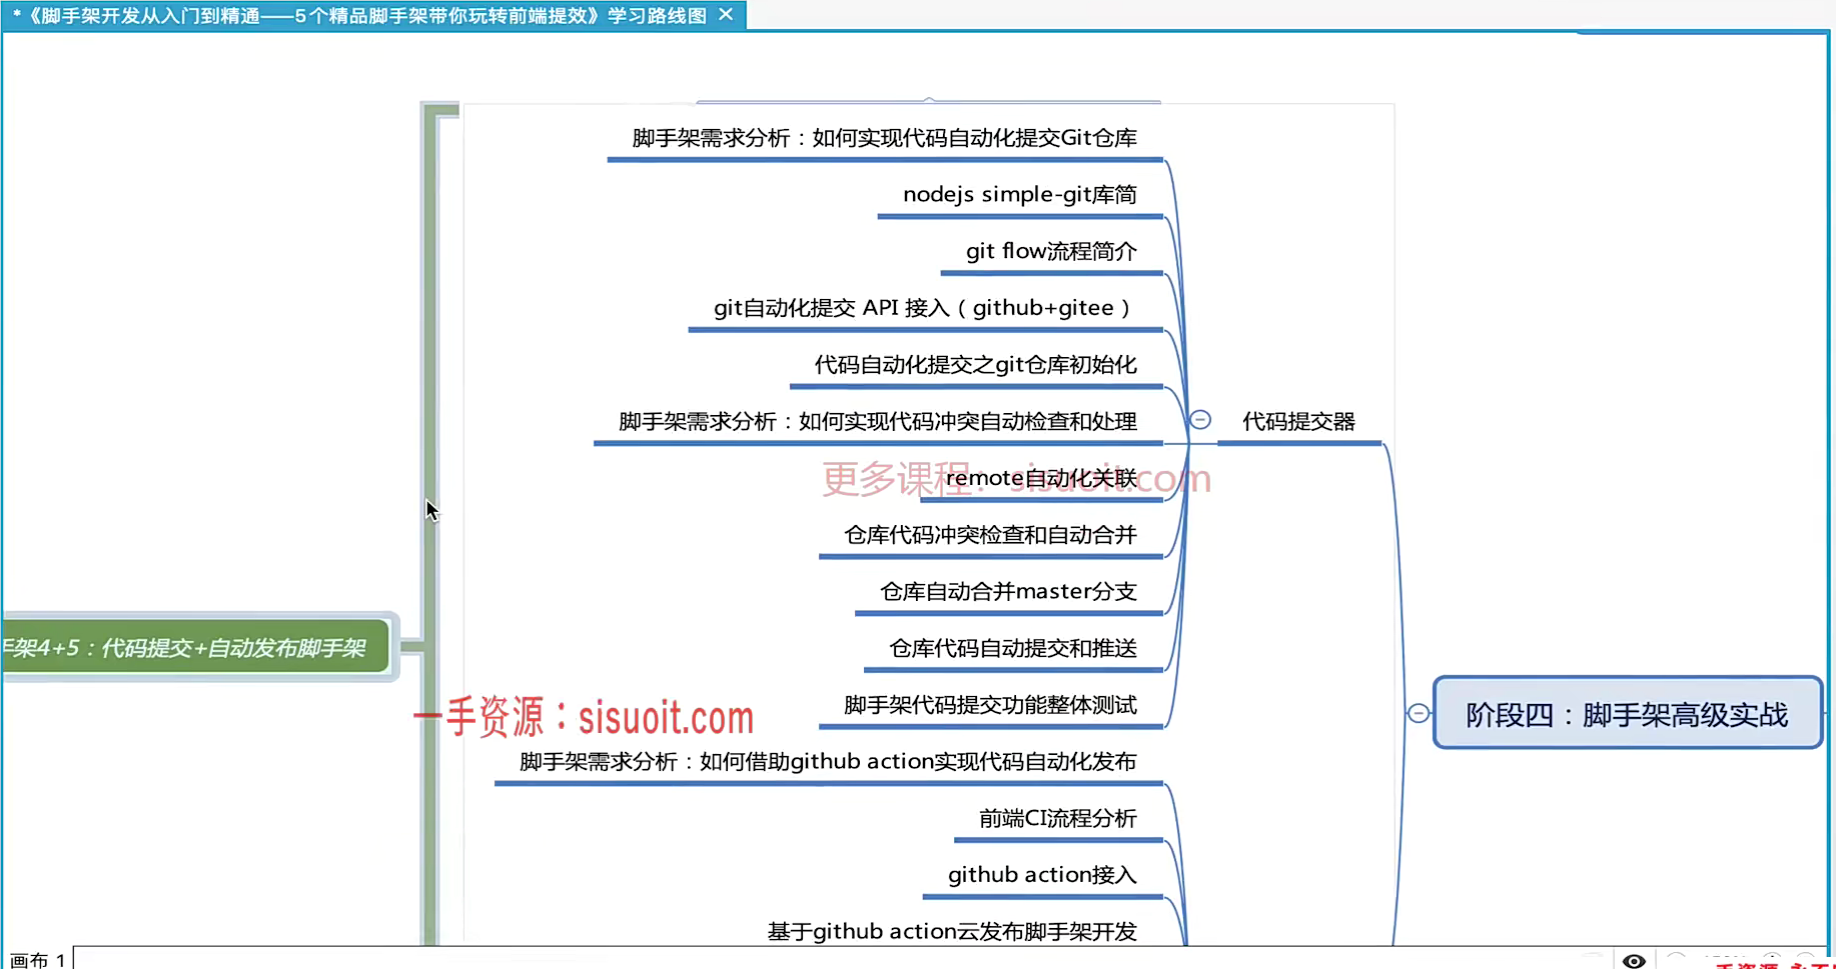 *《脚手架开发从入门到精通——5个精品脚手架带你玩转前端提效》学习路线图 ×
脚手架需求分析：如何实现代码自动化提交Git仓库
nodejs simple-git库简
git flow流程简介
git自动化提交 API 接入（github+gitee）
代码自动化提交之git仓库初始化
脚手架需求分析：如何实现代码冲突自动检查和处理
代码提交器
更多课程：sisuoit.com
remote自动化关联
仓库代码冲突检查和自动合并
仓库自动合并master分支
仓库代码自动提交和推送
手架4+5：代码提交+自动发布脚手架
脚手架代码提交功能整体测试
一手资源：sisuoit.com
阶段四：脚手架高级实战
脚手架需求分析：如何借助github action实现代码自动化发布
前端CI流程分析
github action接入
基于github action云发布脚手架开发
画布 1